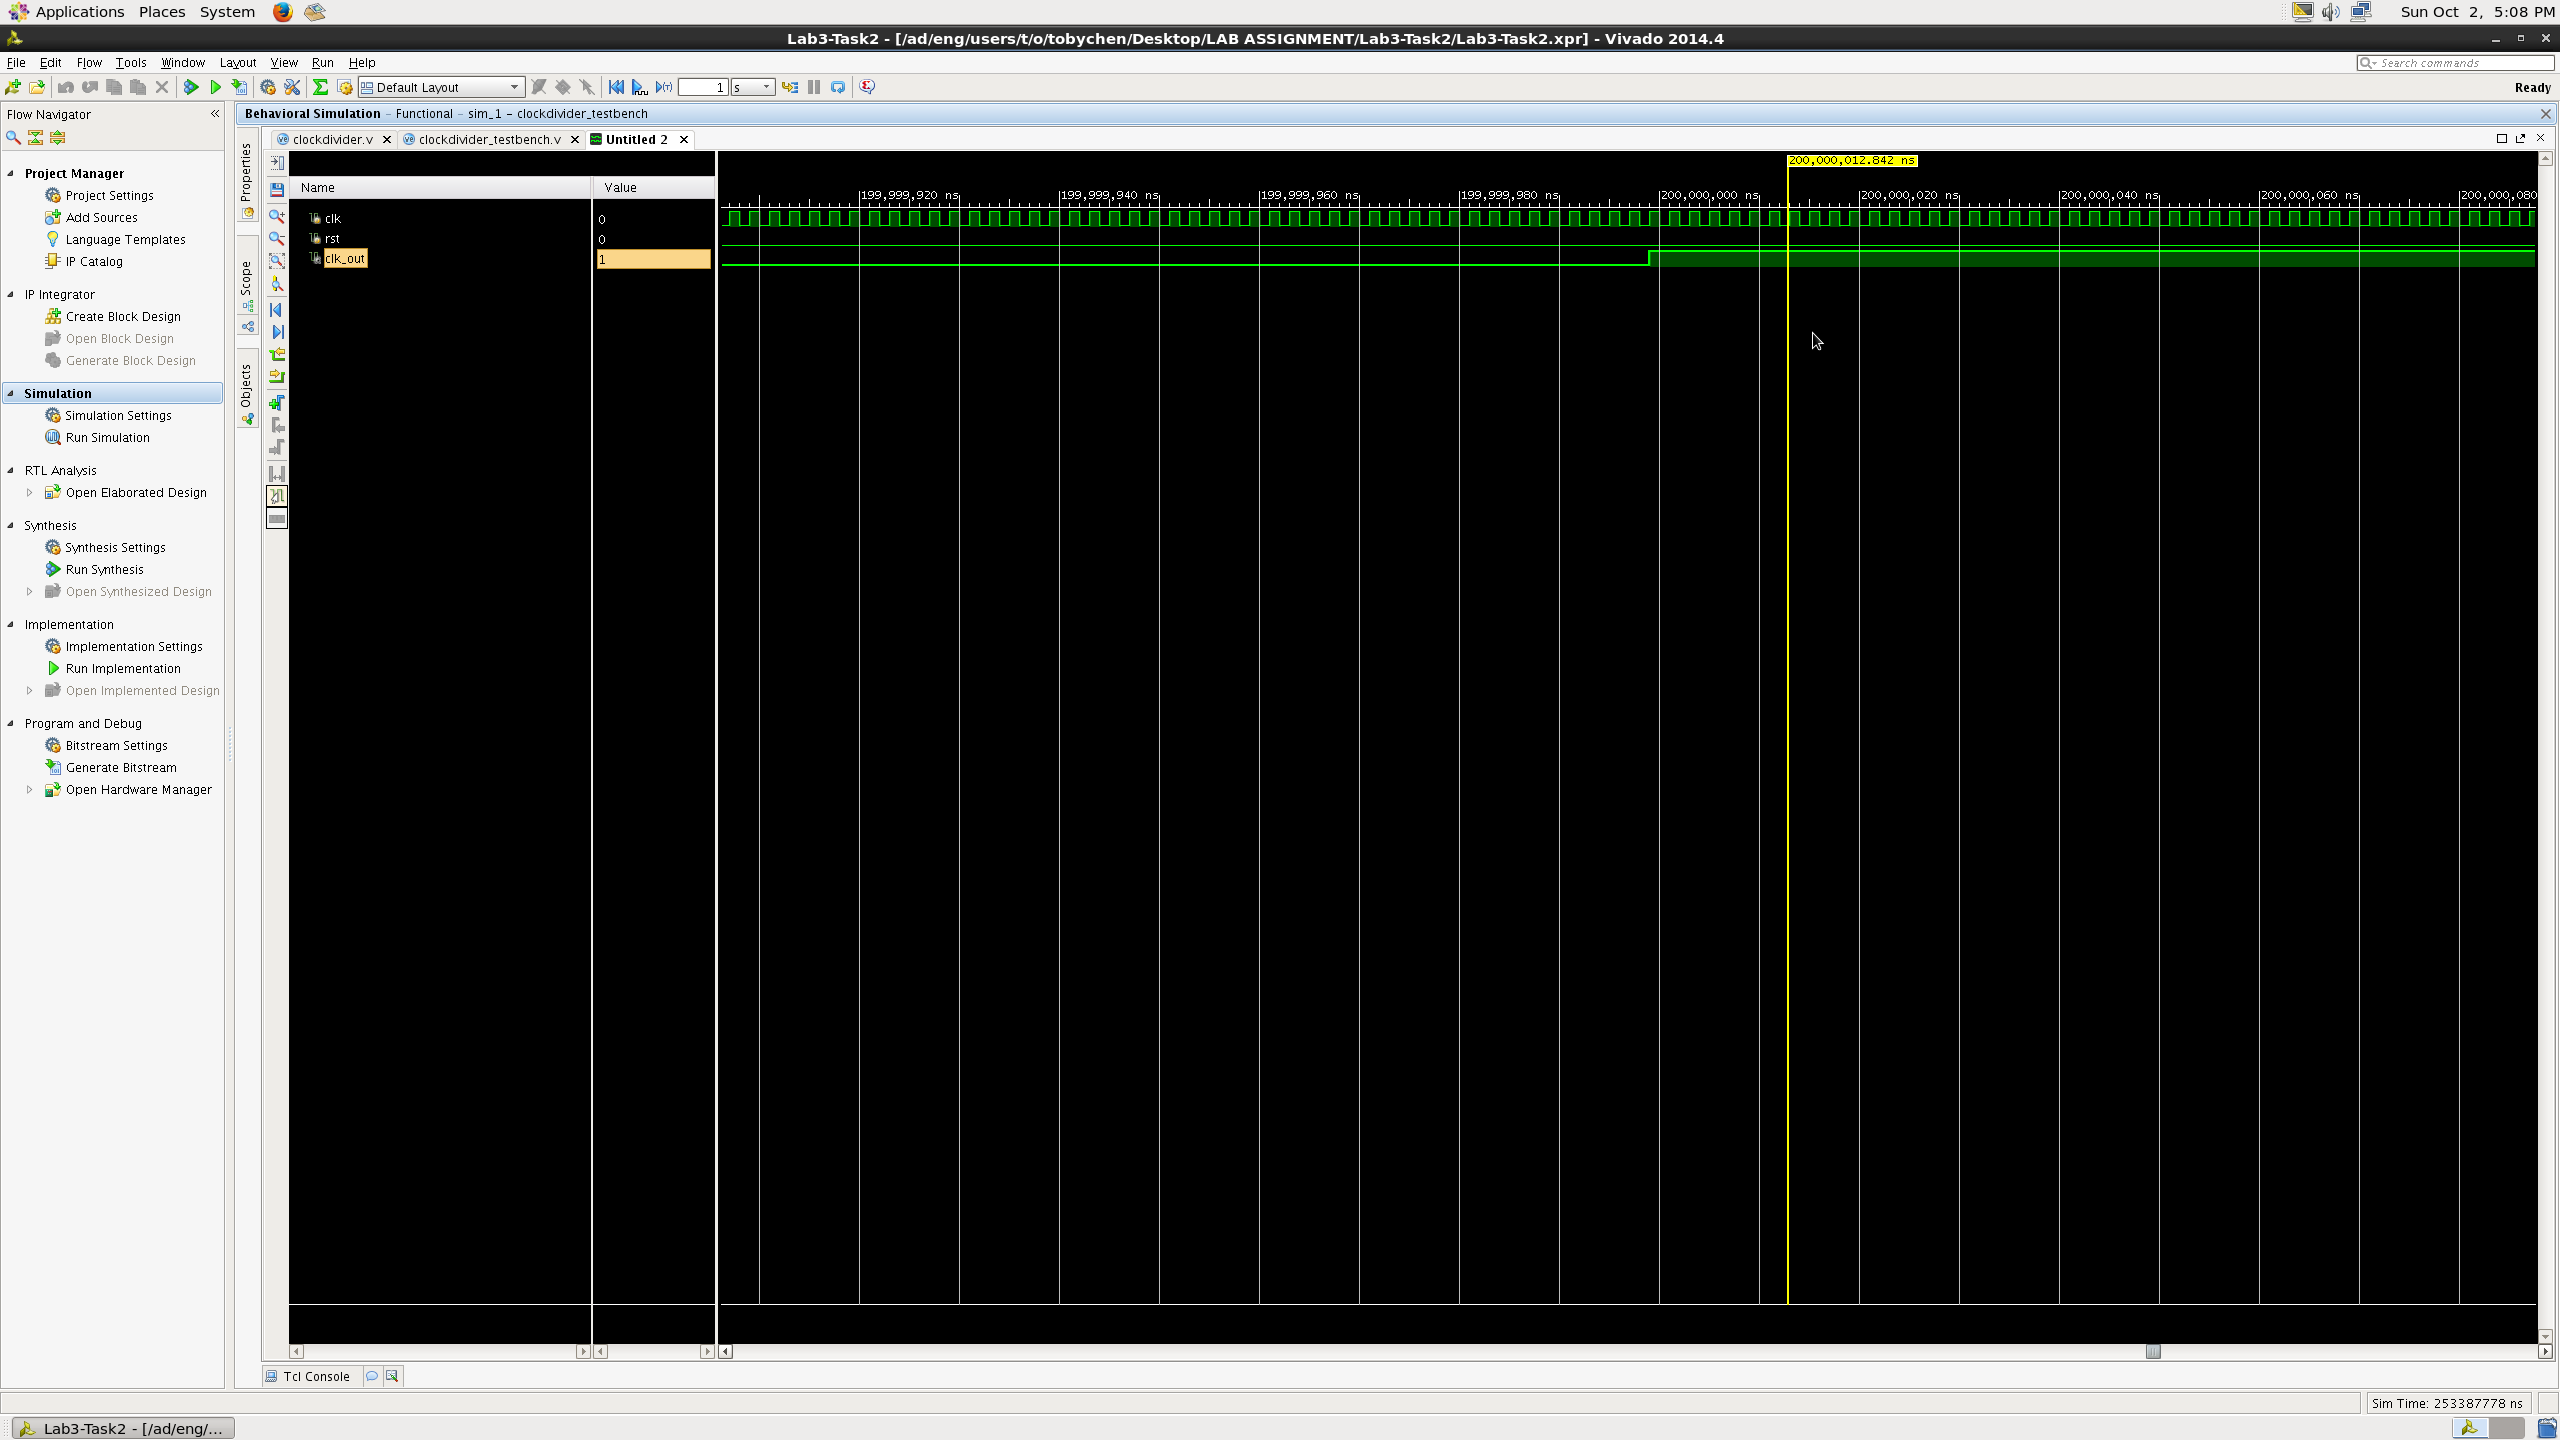 Applications Places System Sun Oct 2, 5:08 PM
Lab3-Task2 - [/ad/eng/users/t/o/tobychen/Desktop/LAB ASSIGNMENT/Lab3-Task2/Lab3-Task2.xpr] - Vivado 2014.4
File Edit Flow Tools Window Layout View Run Help Search commands
Default Layout 1 s Ready
Flow Navigator
Behavioral Simulation - Functional - sim_1 - clockdivider_testbench
clockdivider.v clockdivider_testbench.v Untitled 2
Properties
Scope
Objects
Project Manager
Project Settings
Add Sources
Language Templates
IP Catalog
IP Integrator
Create Block Design
Open Block Design
Generate Block Design
Simulation
Simulation Settings
Run Simulation
RTL Analysis
Open Elaborated Design
Synthesis
Synthesis Settings
Run Synthesis
Open Synthesized Design
Implementation
Implementation Settings
Run Implementation
Open Implemented Design
Program and Debug
Bitstream Settings
Generate Bitstream
Open Hardware Manager
200,000,012.842 ns
Name Value
199,999,920 ns 199,999,940 ns 199,999,960 ns 199,999,980 ns 200,000,000 ns 200,000,020 ns 200,000,040 ns 200,000,060 ns 200,000,080
clk 0
rst 0
clk_out 1
Tcl Console
Sim Time: 253387778 ns
Lab3-Task2 - [/ad/eng/...